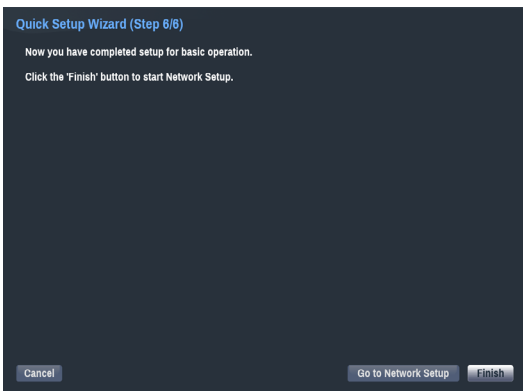 Quick Setup Wizard (Step 6/6)
Now you have completed setup for basic operation.
Click the 'Finish' button to start Network Setup.
Cancel
Go to Network Setup
Finish